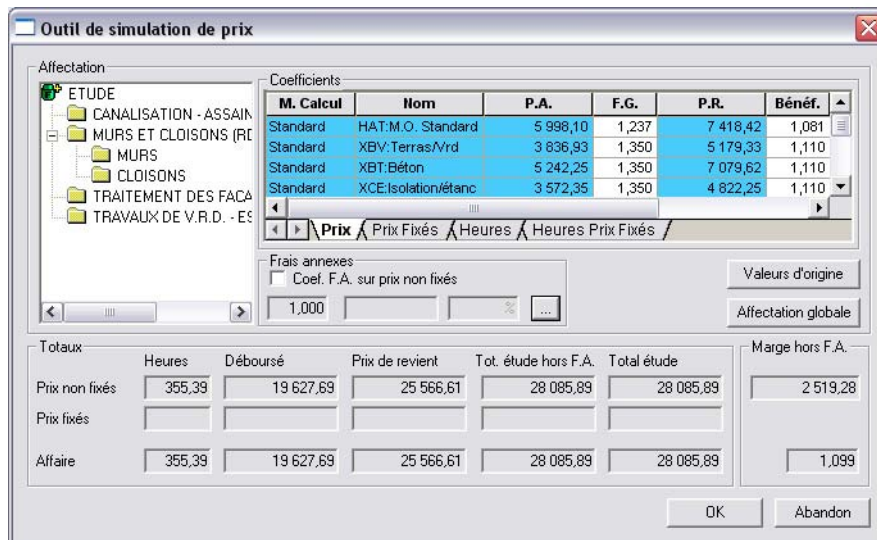 Outil de simulation de prix
Affectation
ETUDE
CANALISATION - ASSAIN
MURS ET CLOISONS (RD
MURS
CLOISONS
TRAITEMENT DES FACA
TRAVAUX DE V.R.D. - ES
Coefficients
M. Calcul Nom P.A. F.G. P.R. Bénéf.
Standard HAT:M.O. Standard 5 998,10 1,237 7 418,42 1,081
Standard XBV:Terras/Vrd 3 836,93 1,350 5 179,33 1,110
Standard XBT:Béton 5 242,25 1,350 7 079,62 1,110
Standard XCE:Isolation/étanc 3 572,35 1,350 4 822,25 1,110
Prix Prix Fixés Heures Heures Prix Fixés
Frais annexes
Coef. F.A. sur prix non fixés
1,000 % ...
Valeurs d'origine
Affectation globale
Totaux
Heures Déboursé Prix de revient Tot. étude hors F.A. Total étude
Prix non fixés 355,39 19 627,69 25 566,61 28 085,89 28 085,89
Prix fixés
Affaire 355,39 19 627,69 25 566,61 28 085,89 28 085,89
Marge hors F.A.
2 519,28
1,099
OK Abandon